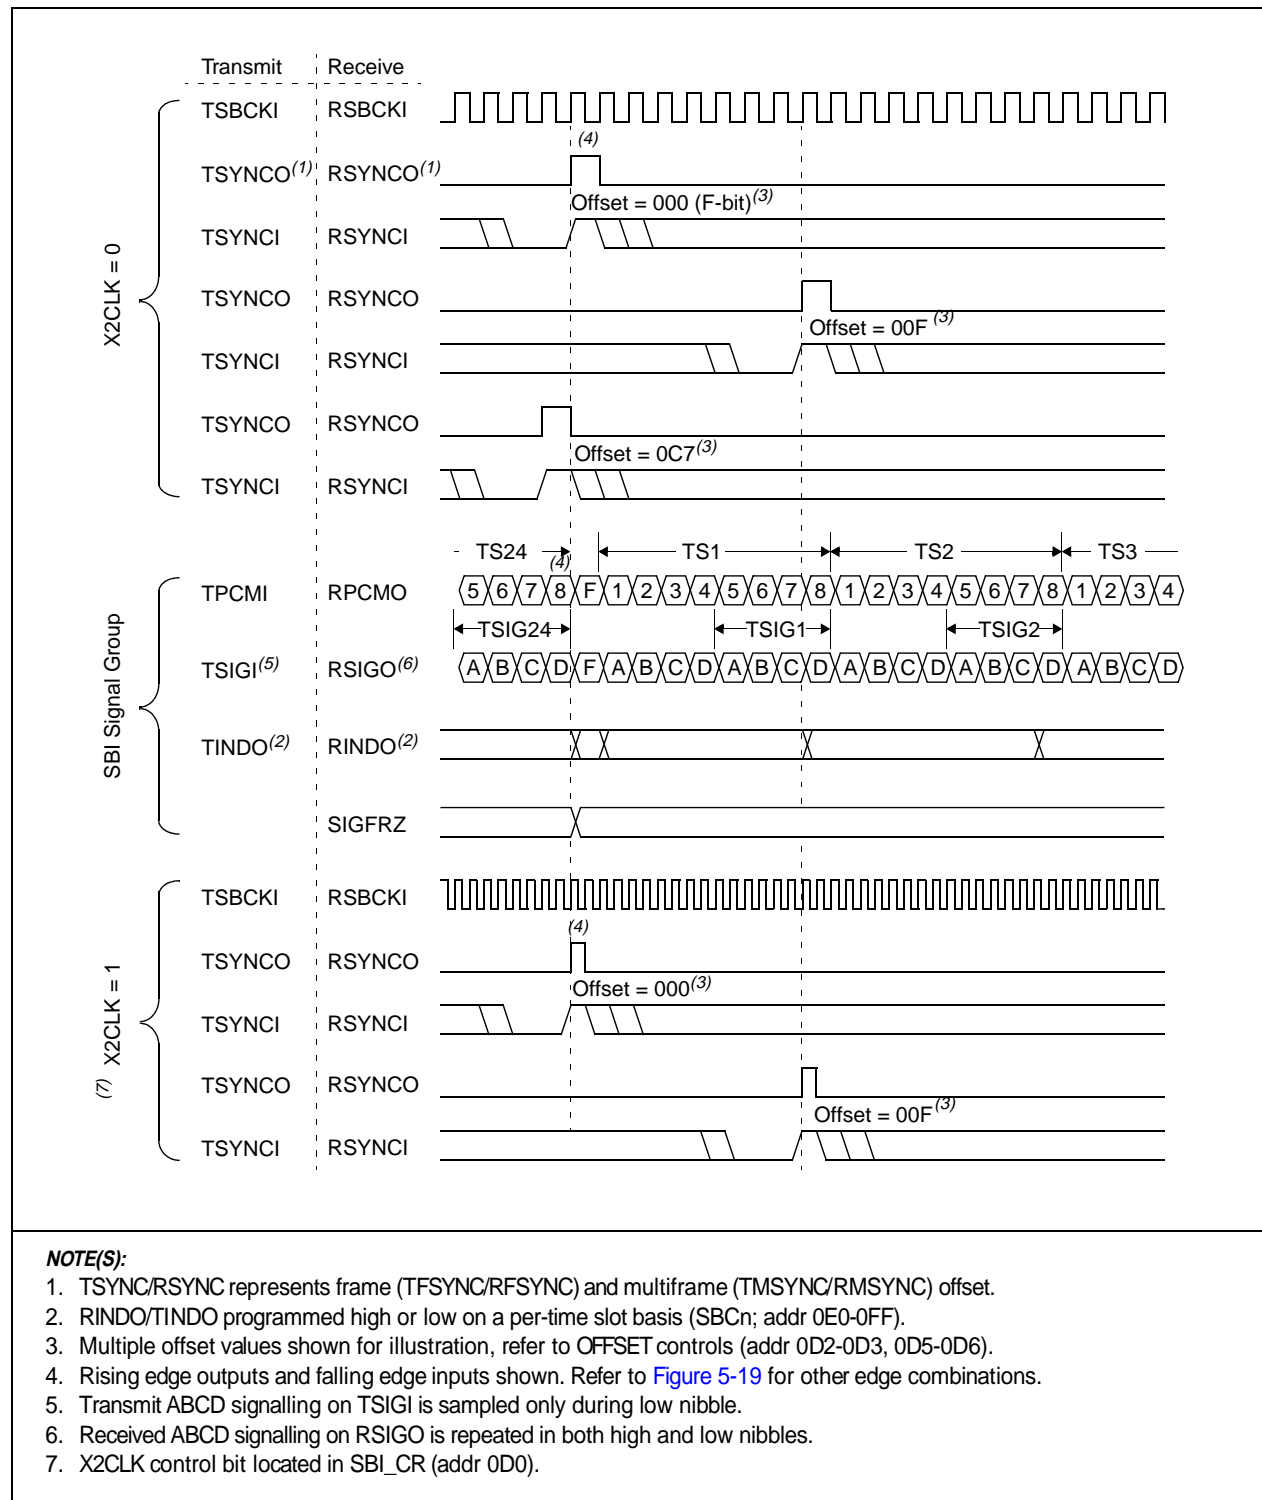 Transmit Receive
TSBCKI RSBCKI
(4)
TSYNCO(1) RSYNCO(1)
Offset = 000 (F-bit)(3)
TSYNCI RSYNCI
X2CLK = 0
TSYNCO RSYNCO
Offset = 00F (3)
TSYNCI RSYNCI
TSYNCO RSYNCO
Offset = 0C7(3)
TSYNCI RSYNCI
TS24 TS1 TS2 TS3
(4)
TPCMI RPCMO 5 6 7 8 F 1 2 3 4 5 6 7 8 1 2 3 4 5 6 7 8 1 2 3 4
TSIG24 TSIG1 TSIG2
TSIGI(5) RSIGO(6) A B C D F A B C D A B C D A B C D A B C D A B C D
SBI Signal Group
TINDO(2) RINDO(2)
SIGFRZ
TSBCKI RSBCKI
(4)
TSYNCO RSYNCO
Offset = 000(3)
TSYNCI RSYNCI
(7) X2CLK = 1
TSYNCO RSYNCO
Offset = 00F(3)
TSYNCI RSYNCI
NOTE(S):
1. TSYNC/RSYNC represents frame (TFSYNC/RFSYNC) and multiframe (TMSYNC/RMSYNC) offset.
2. RINDO/TINDO programmed high or low on a per-time slot basis (SBCn; addr 0E0-0FF).
3. Multiple offset values shown for illustration, refer to OFFSET controls (addr 0D2-0D3, 0D5-0D6).
4. Rising edge outputs and falling edge inputs shown. Refer to Figure 5-19 for other edge combinations.
5. Transmit ABCD signalling on TSIGI is sampled only during low nibble.
6. Received ABCD signalling on RSIGO is repeated in both high and low nibbles.
7. X2CLK control bit located in SBI_CR (addr 0D0).